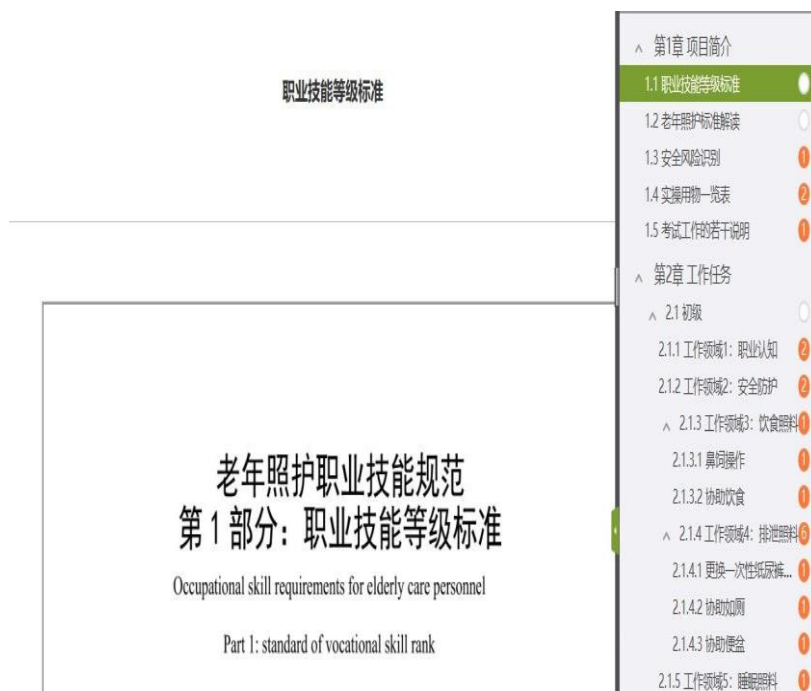 职业技能等级标准
老年照护职业技能规范
第 1 部分：职业技能等级标准
Occupational skill requirements for elderly care personnel
Part 1: standard of vocational skill rank
第1章 项目简介
1.1 职业技能等级标准
1.2 老年照护标准解读
1.3 安全风险识别 1
1.4 实操用物一览表 2
1.5 考试工作的若干说明 1
第2章 工作任务
2.1 初级
2.1.1 工作领域1：职业认知 2
2.1.2 工作领域2：安全防护 2
2.1.3 工作领域3：饮食照料 1
2.1.3.1 鼻饲操作 1
2.1.3.2 协助饮食 1
2.1.4 工作领域4：排泄照料 6
2.1.4.1 更换一次性纸尿裤... 1
2.1.4.2 协助如厕 1
2.1.4.3 协助便盆 1
2.1.5 工作领域5：睡眠照料 1